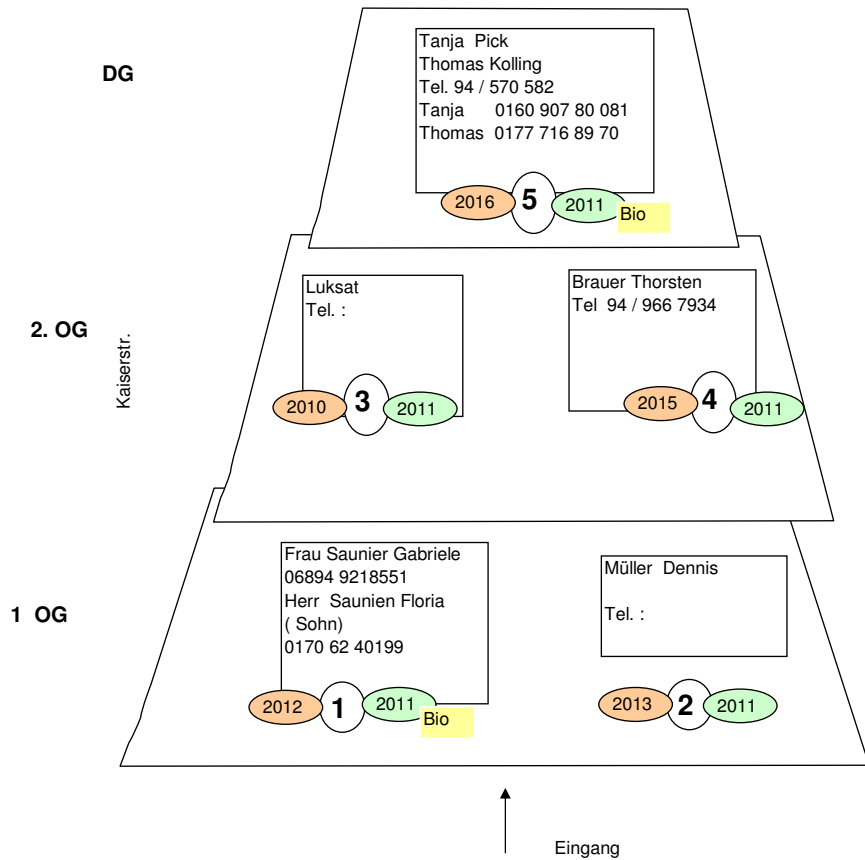 DG
Tanja Pick
Thomas Kolling
Tel. 94 / 570 582
Tanja 0160 907 80 081
Thomas 0177 716 89 70
2016 5 2011
Bio
2. OG
Kaiserstr.
Luksat
Tel. :
2010 3 2011
Brauer Thorsten
Tel 94 / 966 7934
2015 4 2011
1 OG
Frau Saunier Gabriele
06894 9218551
Herr Saunien Floria
( Sohn)
0170 62 40199
2012 1 2011
Bio
Müller Dennis
Tel. :
2013 2 2011
Eingang